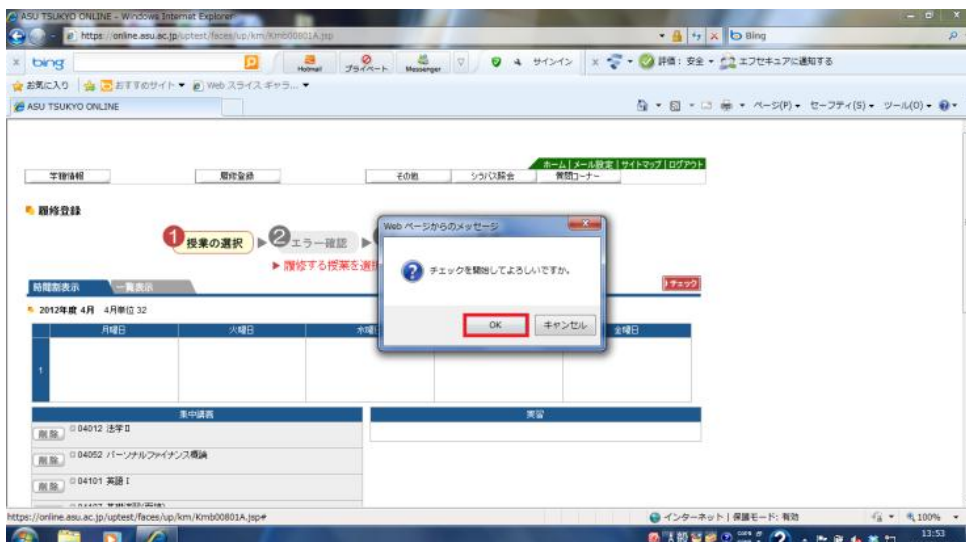 ASU TSUKYO ONLINE - Windows Internet Explorer
https://online.asu.ac.jp/uptest/faces/up/km/Kmb00801A.jsp
Bing
bing
Hotmail
Messenger
サインイン
評価: 安全
エフセキュアに通知する
お気に入り
おすすめサイト
Web スライス ギャラ...
ASU TSUKYO ONLINE
ページ(P)
セーフティ(S)
ツール(O)
ホーム | メール設定 | サイトマップ | ログアウト
学籍情報
履修登録
その他
シラバス照会
質問コーナー
履修登録
1 授業の選択
2 エラー確認
履修する授業を選択
Web ページからのメッセージ
チェックを開始してよろしいですか。
OK
キャンセル
時間割表示
一覧表示
チェック
2012年度 4月 4月単位 32
月曜日
火曜日
金曜日
1
集中講義
実習
削除
04012 法学Ⅱ
削除
04052 パーソナルファイナンス概論
削除
04101 英語Ⅰ
https://online.asu.ac.jp/uptest/faces/up/km/Kmb00801A.jsp#
インターネット | 保護モード: 有効
100%
13:53